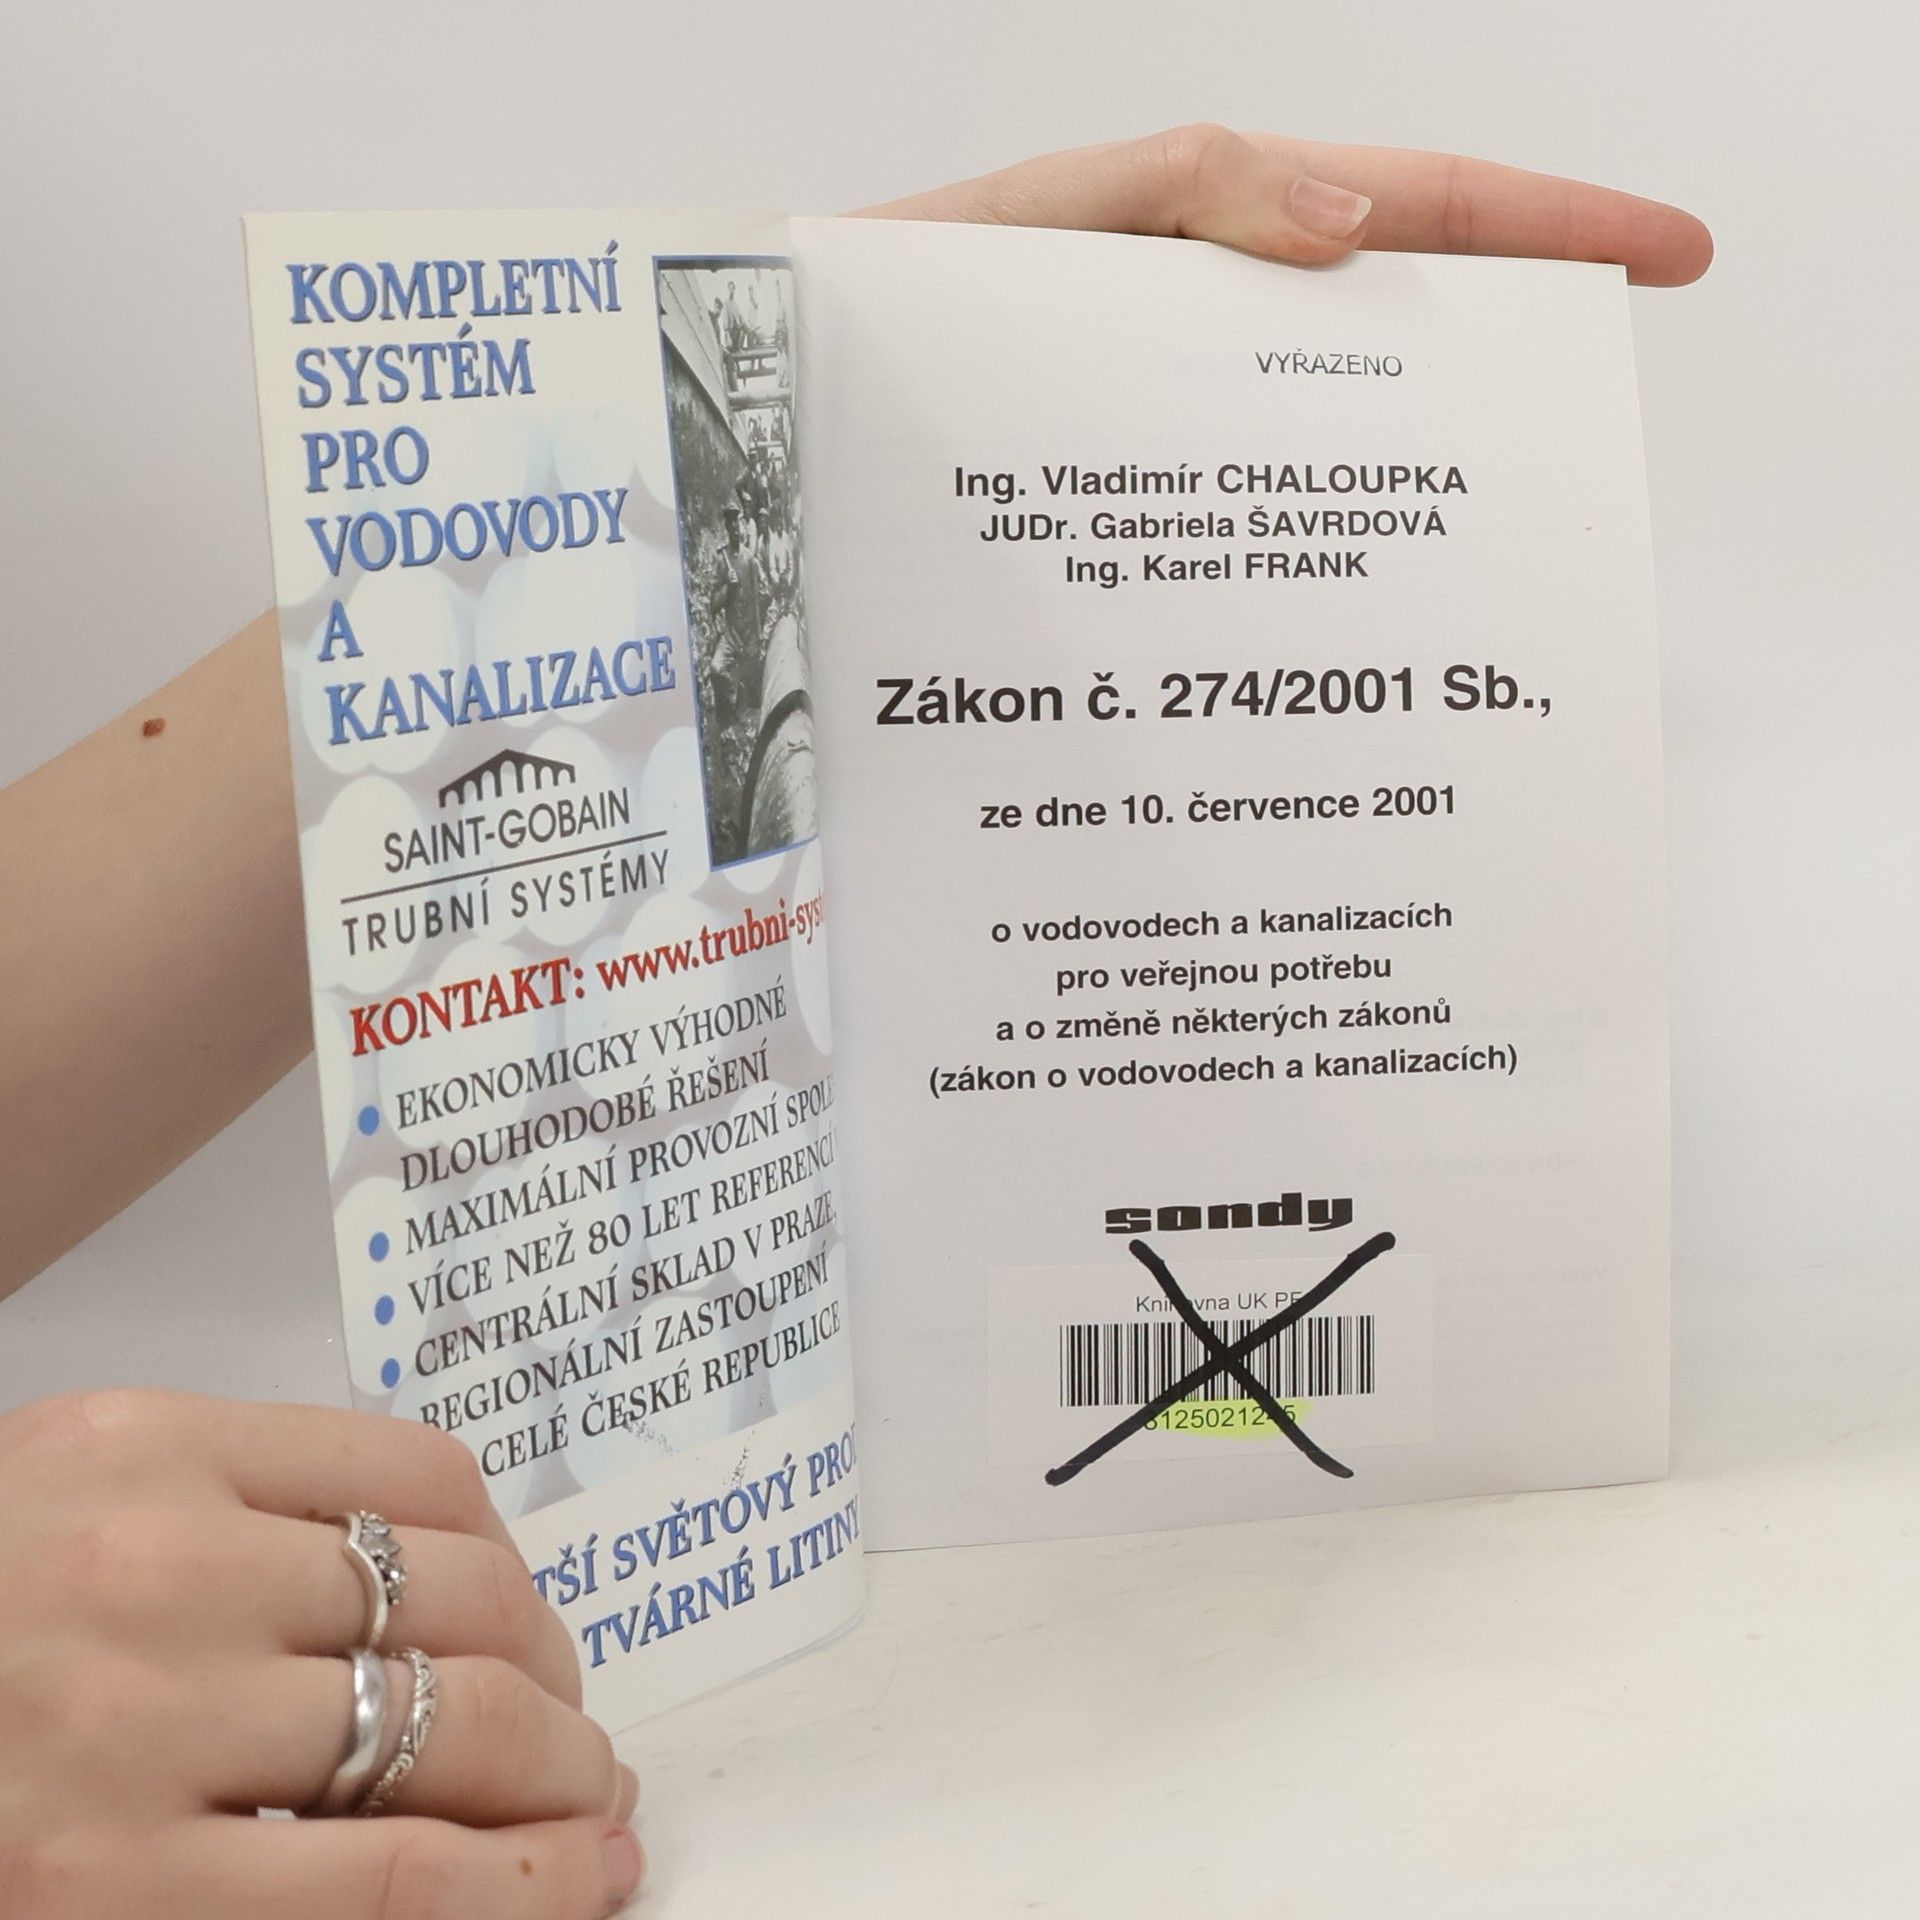 KOMPLETNÍ
SYSTÉM
PRO
VODOVODY
A
KANALIZACE
SAINT-GOBAIN
TRUBNÍ SYSTÉMY
KONTAKT: www.trubni-syst
• EKONOMICKY VÝHODNÉ
DLOUHODOBÉ ŘEŠENÍ
• MAXIMÁLNÍ PROVOZNÍ SPOLE
• VÍCE NEŽ 80 LET REFERENCÍ
• CENTRÁLNÍ SKLAD V PRAZE,
REGIONÁLNÍ ZASTOUPENÍ
CELÉ ČESKÉ REPUBLICE
TŠÍ SVĚTOVÝ PRO
TVÁRNÉ LITINY
VYŘAZENO
Ing. Vladimír CHALOUPKA
JUDr. Gabriela ŠAVRDOVÁ
Ing. Karel FRANK
Zákon č. 274/2001 Sb.,
ze dne 10. července 2001
o vodovodech a kanalizacích
pro veřejnou potřebu
a o změně některých zákonů
(zákon o vodovodech a kanalizacích)
sondy
Knihovna UK